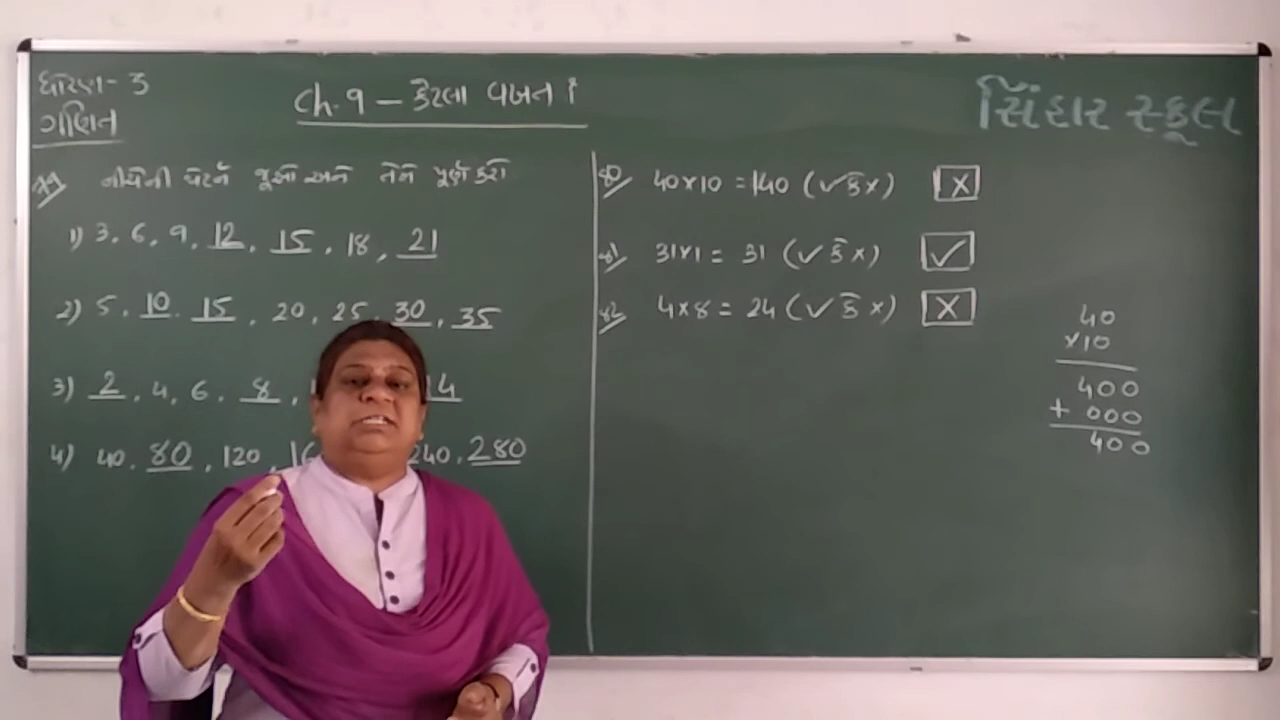 ધોરણ - 3
ગણિત
Ch. 9 – કેટલા વખત ?
સિંહાર સ્કૂલ
નીચેની પેટર્ન જૂઓ અને તેને પૂર્ણ કરો
1) 3, 6, 9, 12, 15, 18, 21
2) 5, 10, 15, 20, 25, 30, 35
3) 2, 4, 6, 8,
4) 40, 80, 120, 240, 280
40 × 10 = 140 (✓ કે ×) ×
31 × 1 = 31 (✓ કે ×) ✓
4 × 8 = 24 (✓ કે ×) ×
40
×10
400
+ 000
400